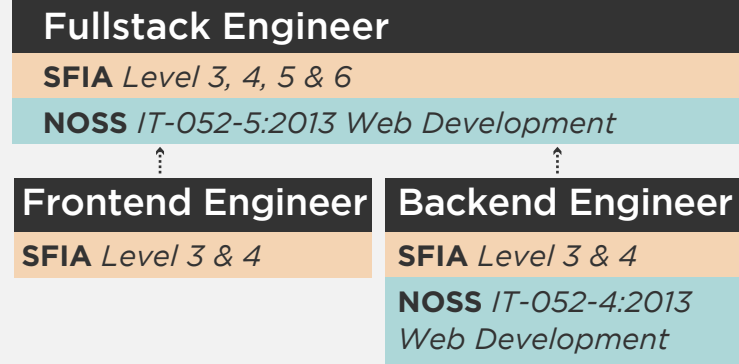 Fullstack Engineer
SFIA Level 3, 4, 5 & 6
NOSS IT-052-5:2013 Web Development
Frontend Engineer
SFIA Level 3 & 4
Backend Engineer
SFIA Level 3 & 4
NOSS IT-052-4:2013
Web Development